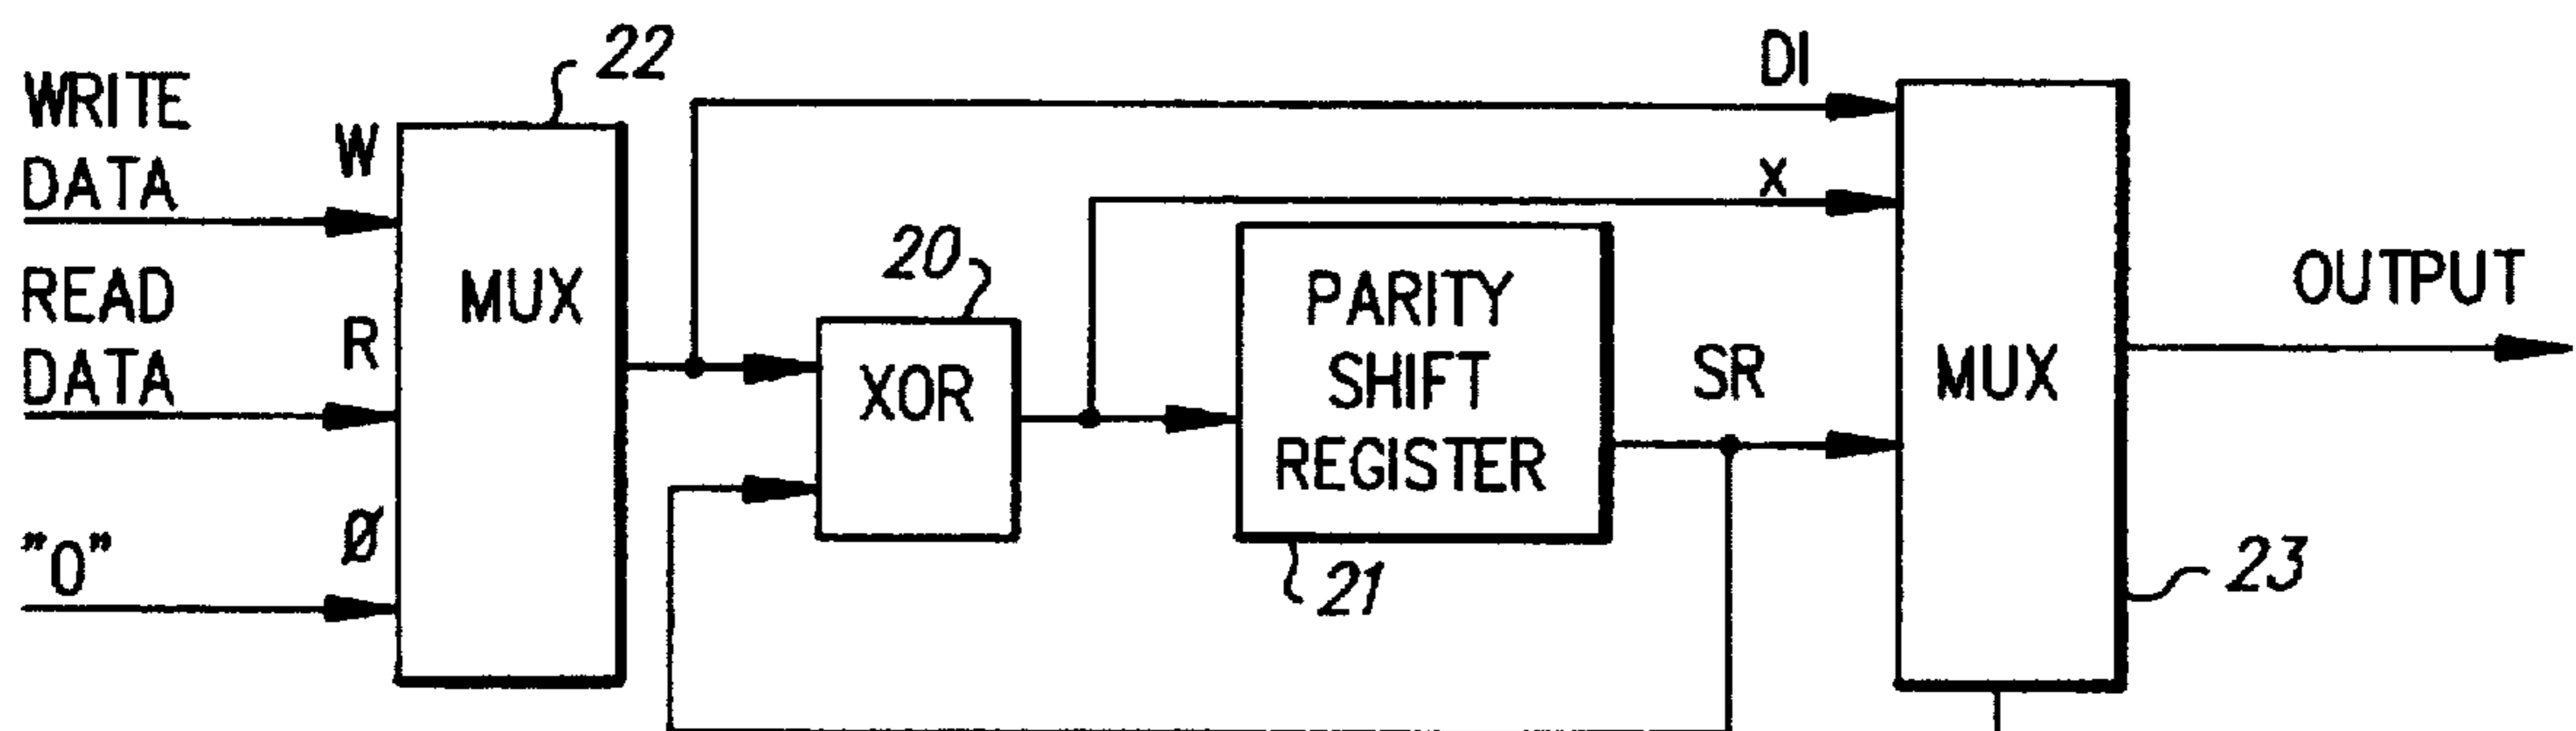 WRITE
DATA
W
READ
DATA
R
"0"
Ø
MUX
22
XOR
20
PARITY
SHIFT
REGISTER
21
DI
X
SR
MUX
23
OUTPUT